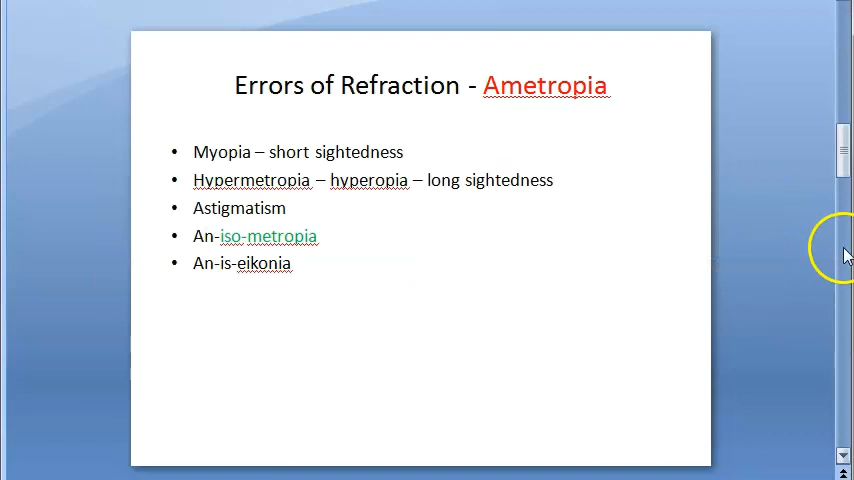 Errors of Refraction - Ametropia
• Myopia – short sightedness
• Hypermetropia – hyperopia – long sightedness
• Astigmatism
• An-iso-metropia
• An-is-eikonia